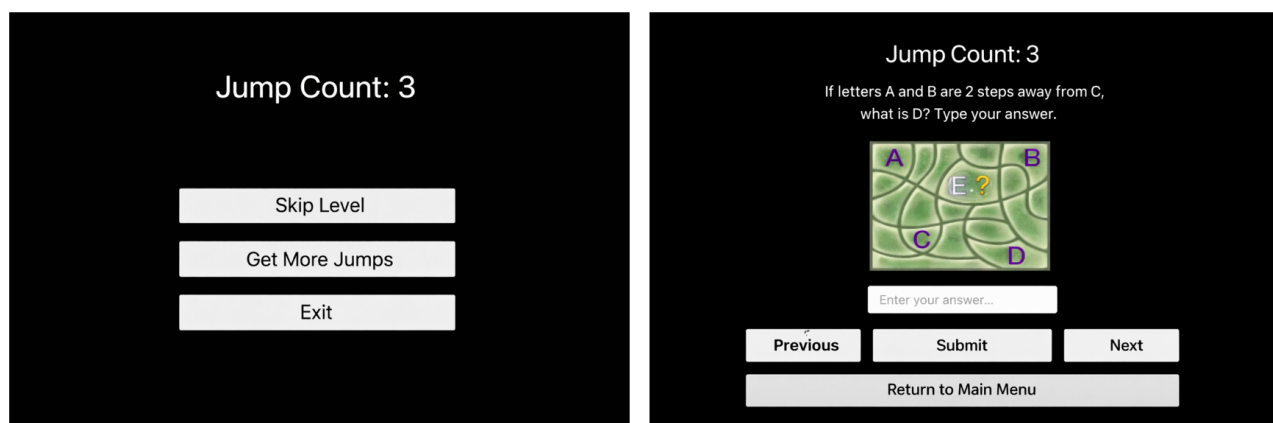 Jump Count: 3
Skip Level
Get More Jumps
Exit
Jump Count: 3
If letters A and B are 2 steps away from C,
what is D? Type your answer.
A
B
E.?
C
D
Enter your answer...
Previous
Submit
Next
Return to Main Menu